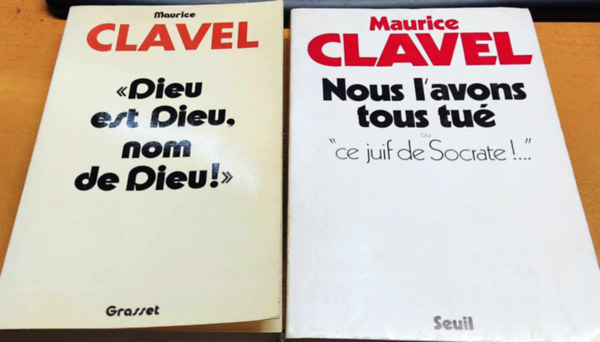 Maurice
CLAVEL
«Dieu
est Dieu,
nom
de Dieu!»
Grasset
Maurice
CLAVEL
Nous l'avons
tous tué
ou
"ce juif de Socrate!..."
Seuil